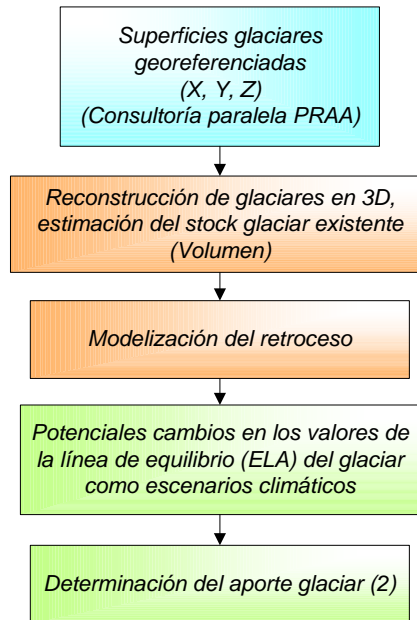 Superficies glaciares
georeferenciadas
(X, Y, Z)
(Consultoría paralela PRAA)
Reconstrucción de glaciares en 3D,
estimación del stock glaciar existente
(Volumen)
Modelización del retroceso
Potenciales cambios en los valores de
la línea de equilibrio (ELA) del glaciar
como escenarios climáticos
Determinación del aporte glaciar (2)